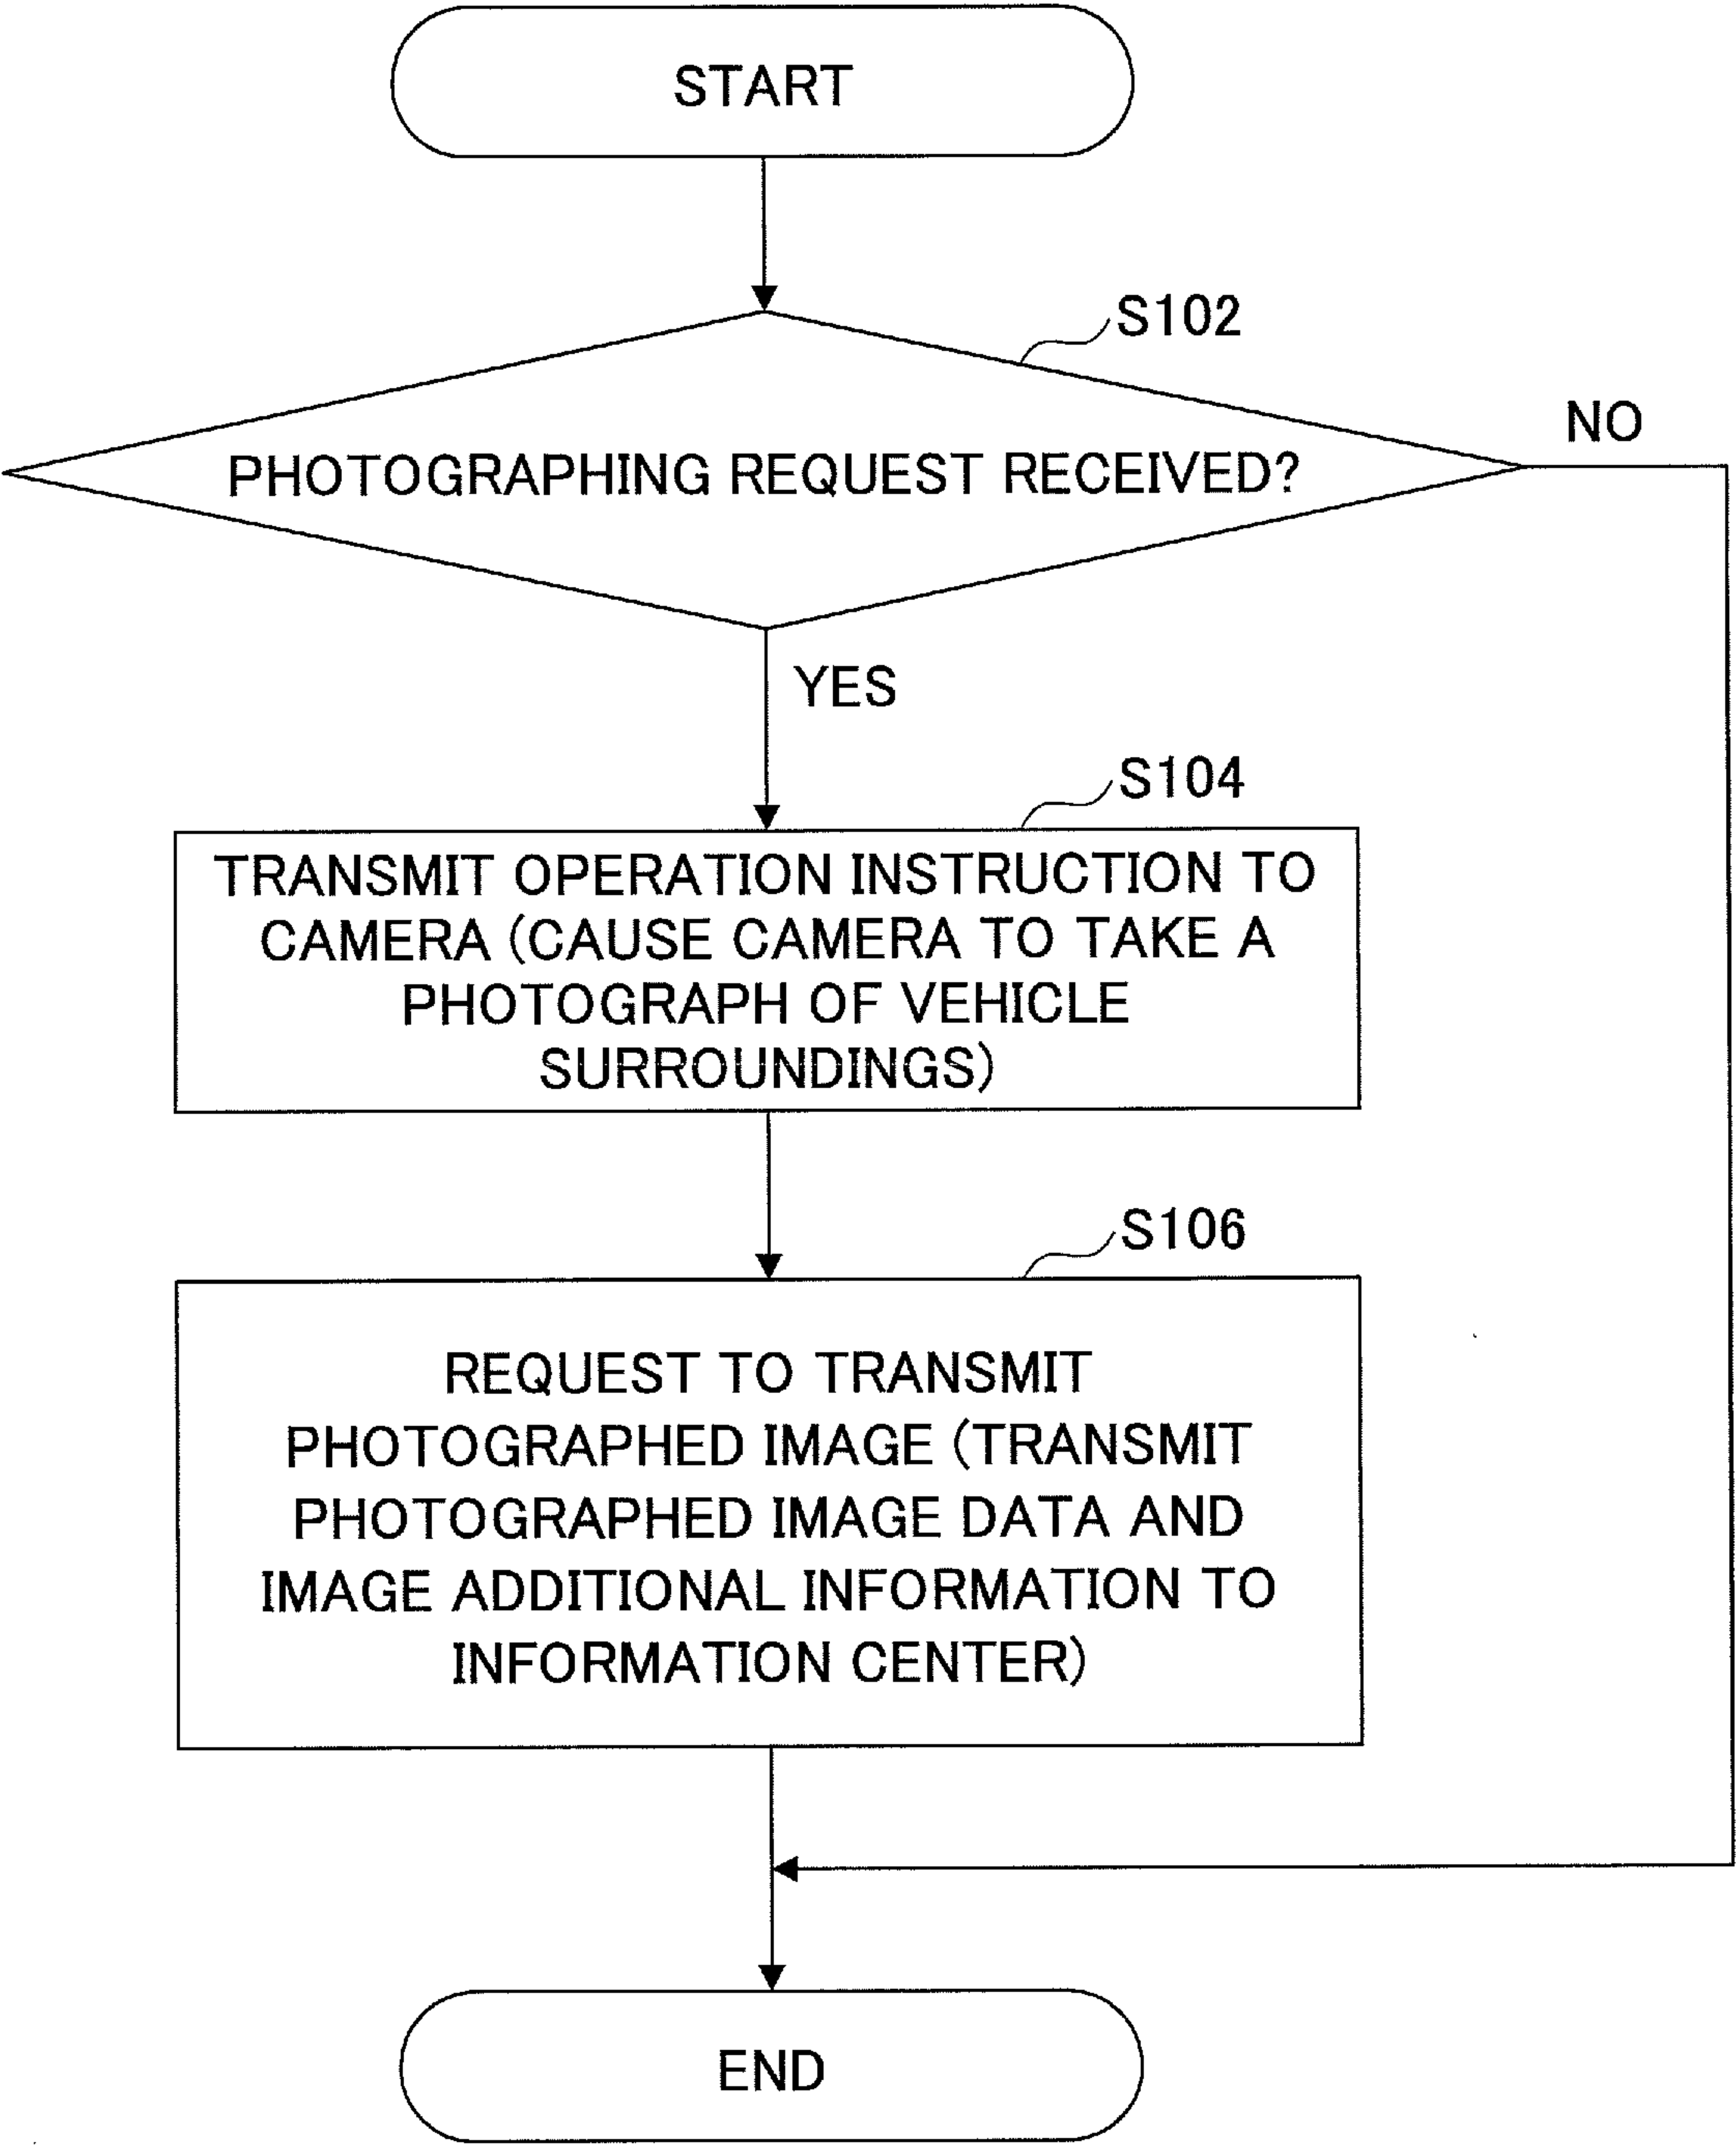 START
S102
NO
PHOTOGRAPHING REQUEST RECEIVED?
YES
S104
TRANSMIT OPERATION INSTRUCTION TO
CAMERA (CAUSE CAMERA TO TAKE A
PHOTOGRAPH OF VEHICLE
SURROUNDINGS)
S106
REQUEST TO TRANSMIT
PHOTOGRAPHED IMAGE (TRANSMIT
PHOTOGRAPHED IMAGE DATA AND
IMAGE ADDITIONAL INFORMATION TO
INFORMATION CENTER)
END